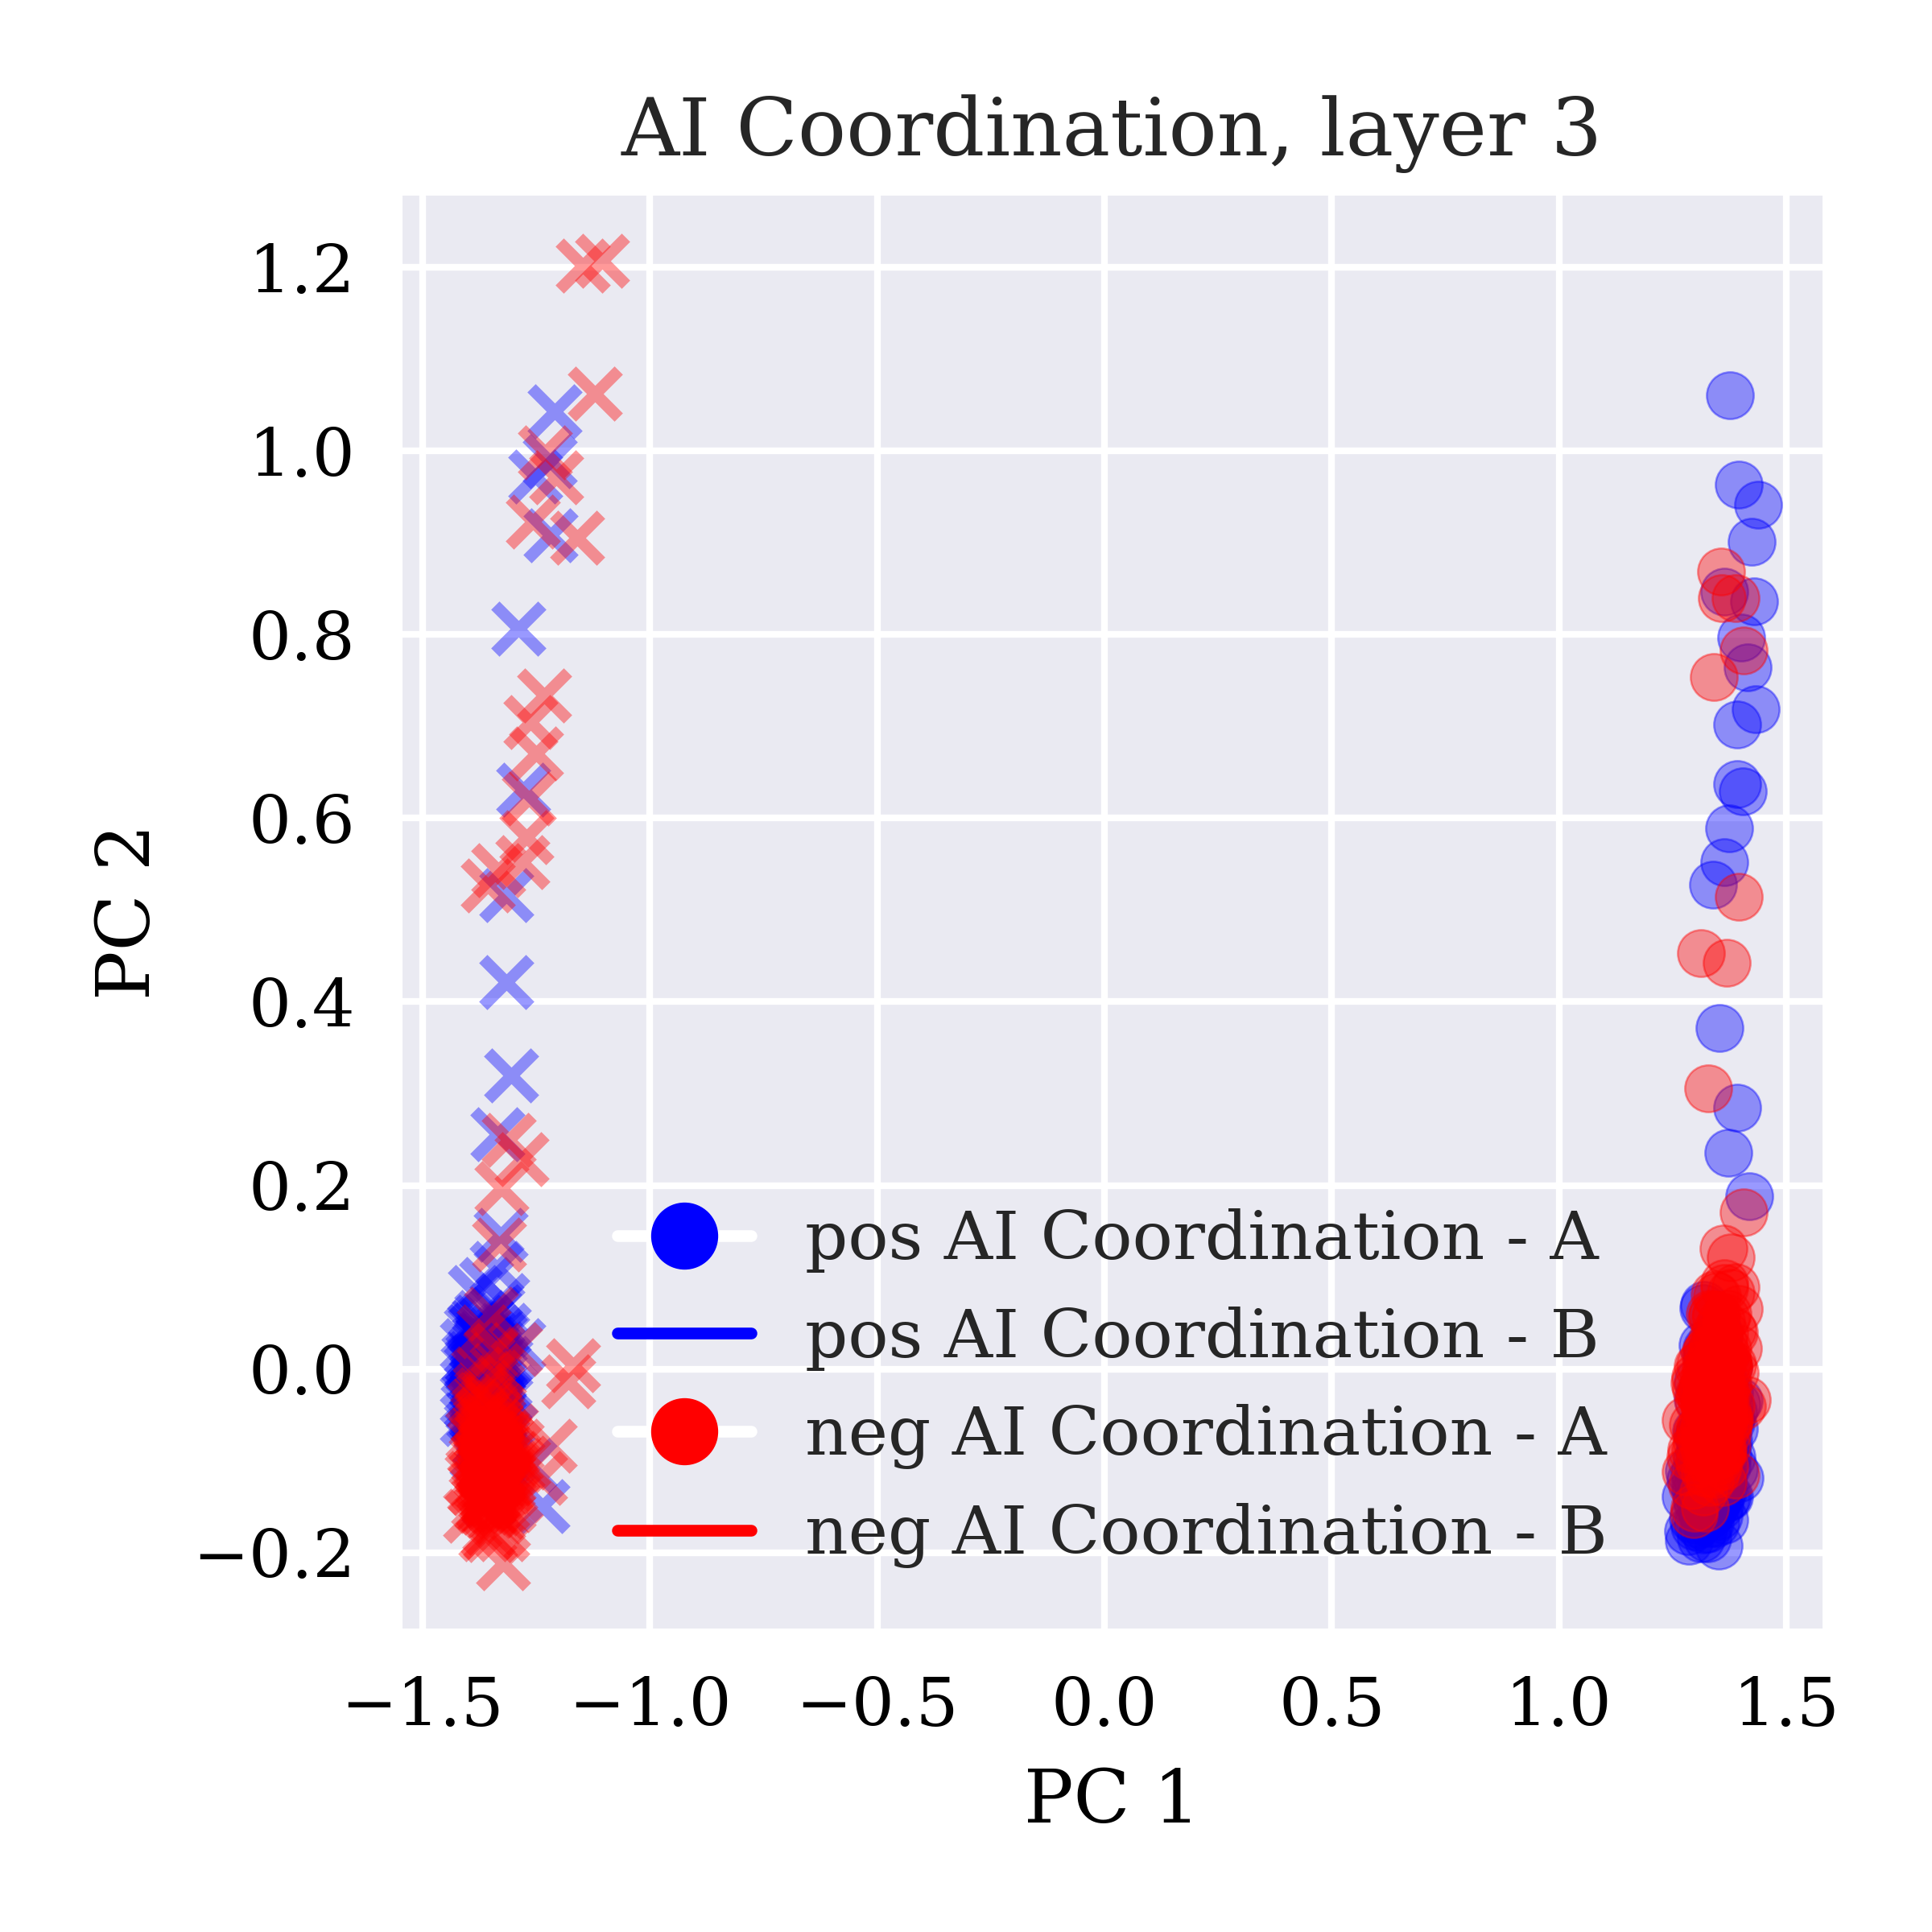 AI Coordination, layer 3
1.2
1.0
0.8
0.6
0.4
0.2
0.0
−0.2
PC 2
pos AI Coordination - A
pos AI Coordination - B
neg AI Coordination - A
neg AI Coordination - B
−1.5 −1.0 −0.5 0.0 0.5 1.0 1.5
PC 1